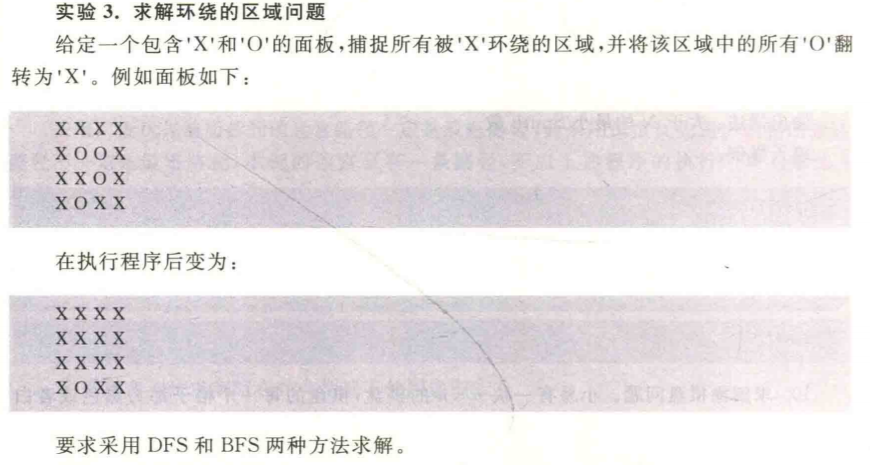 实验 3. 求解环绕的区域问题
给定一个包含'X'和'O'的面板,捕捉所有被'X'环绕的区域,并将该区域中的所有'O'翻
转为'X'。例如面板如下:
X X X X
X O O X
X X O X
X O X X
在执行程序后变为:
X X X X
X X X X
X X X X
X O X X
要求采用 DFS 和 BFS 两种方法求解。